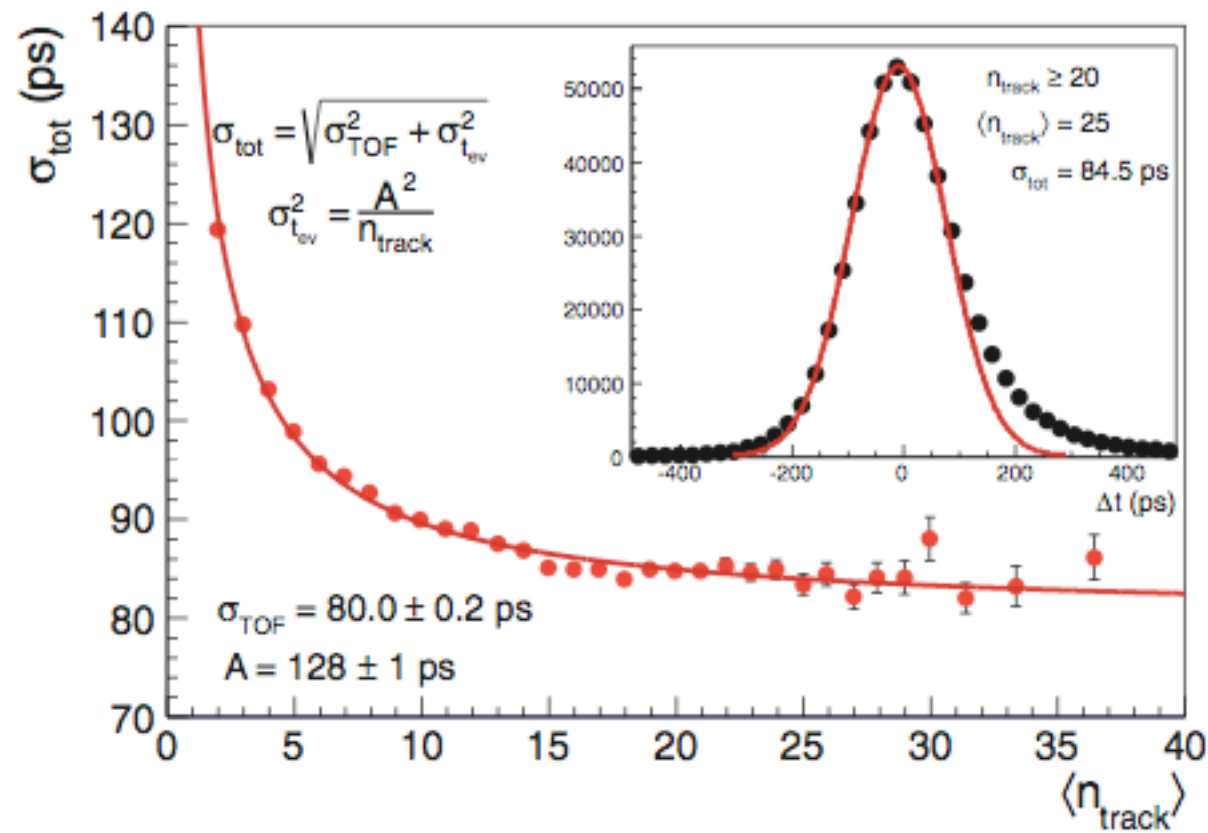 σ_tot (ps)
140
130
120
110
100
90
80
70
σ_tot = √(σ²_TOF + σ²_t_ev)
σ²_t_ev = A²/n_track
σ_TOF = 80.0 ± 0.2 ps
A = 128 ± 1 ps
0 5 10 15 20 25 30 35 40
⟨n_track⟩
50000
40000
30000
20000
10000
0
n_track ≥ 20
⟨n_track⟩ = 25
σ_tot = 84.5 ps
-400 -200 0 200 400
Δt (ps)